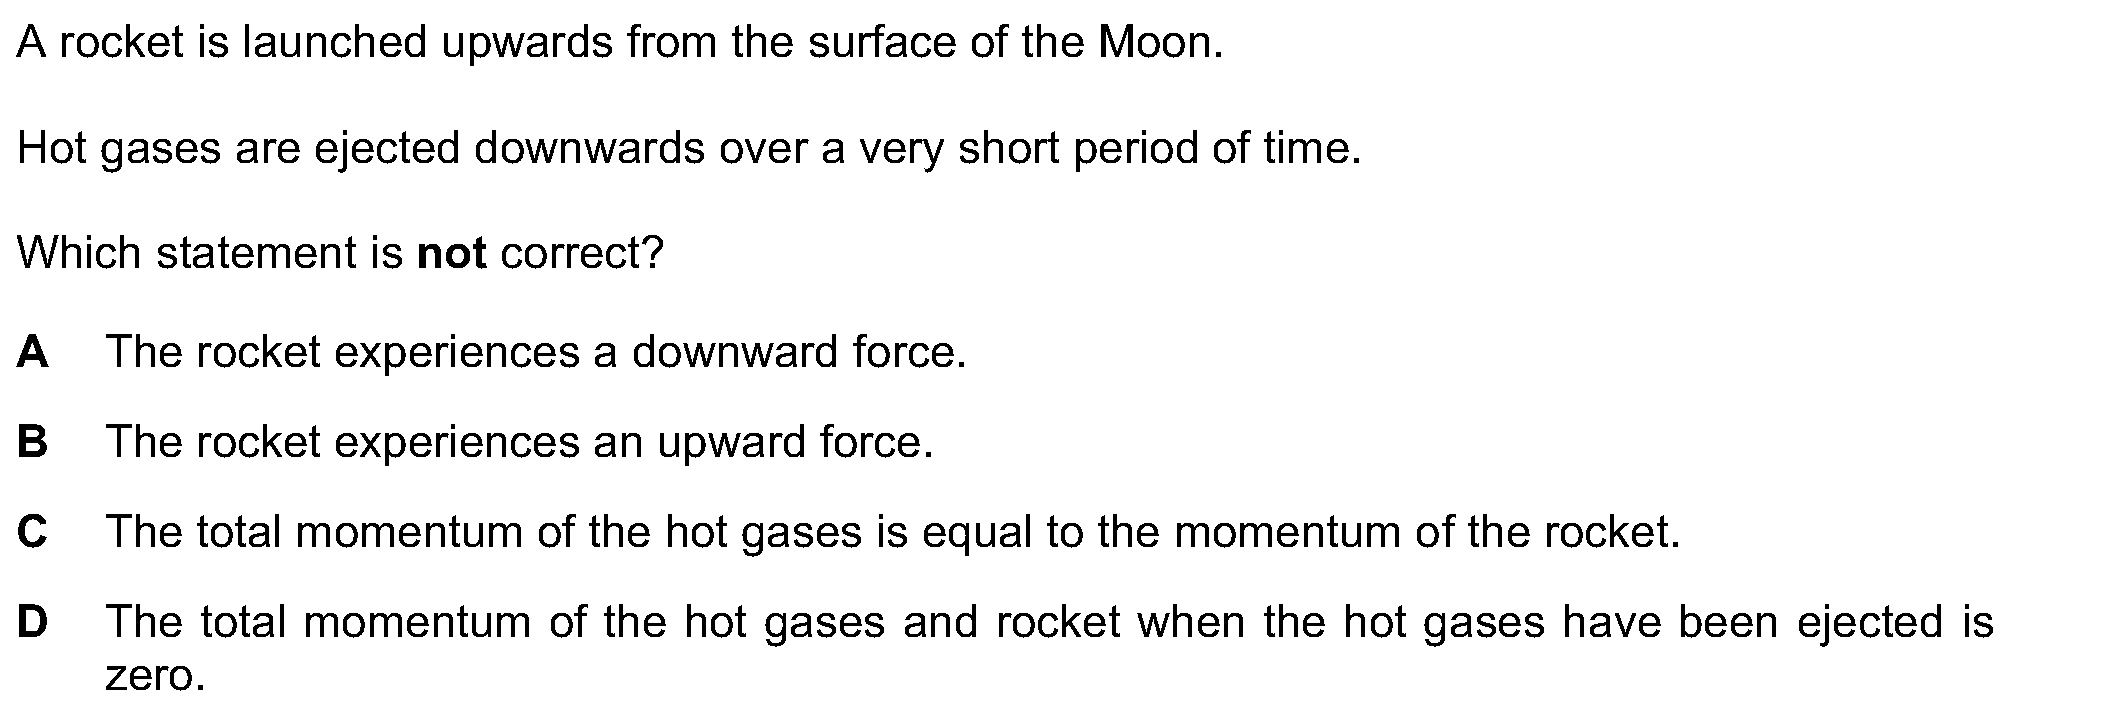 A rocket is launched upwards from the surface of the Moon.
Hot gases are ejected downwards over a very short period of time.
Which statement is not correct?
A The rocket experiences a downward force.
B The rocket experiences an upward force.
C The total momentum of the hot gases is equal to the momentum of the rocket.
D The total momentum of the hot gases and rocket when the hot gases have been ejected is
zero.